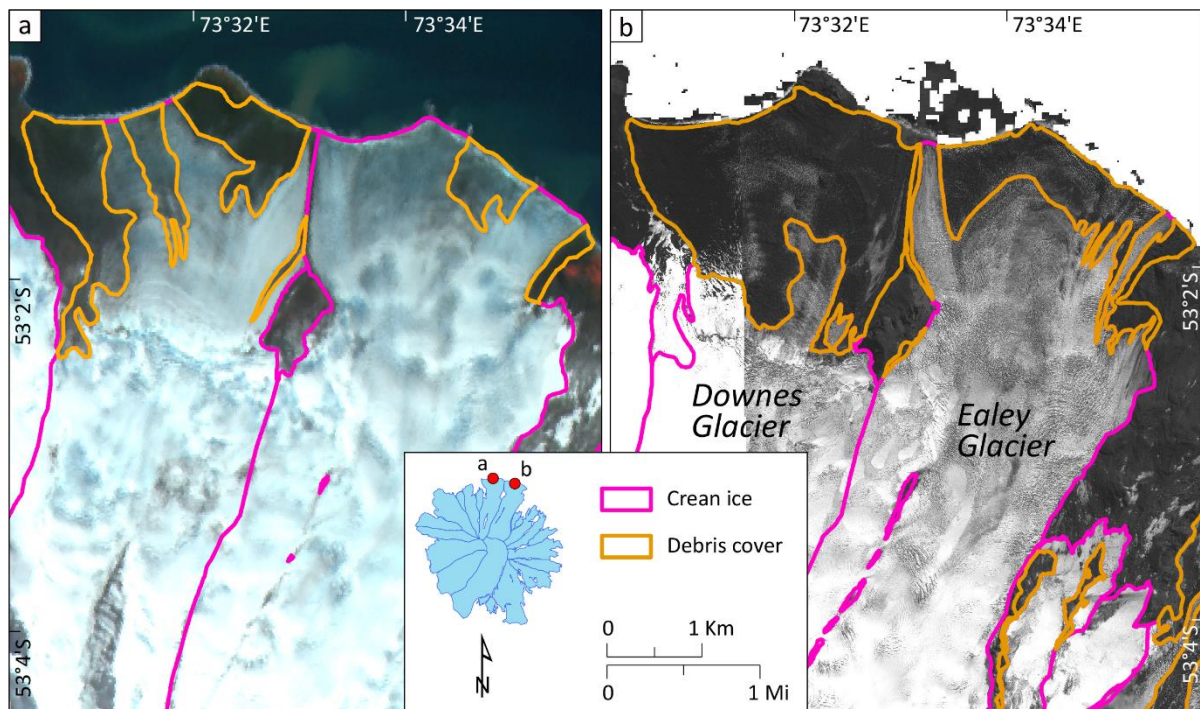 a
73°32'E
73°34'E
b
73°32'E
73°34'E
53°2'S
53°2'S
Downes
Glacier
Ealey
Glacier
a
b
Crean ice
Debris cover
N
0 1 Km
0 1 Mi
53°4'S
53°4'S